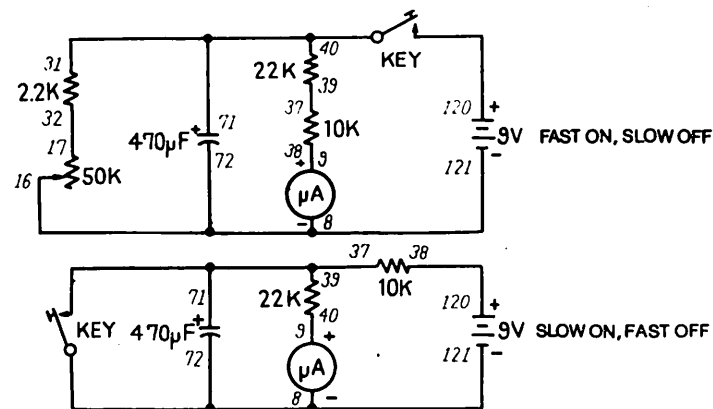 40
KEY
31
22K
39
2.2K
32
37
120
+
71
10K
470µF
+
17
38
+
9
9V
FAST ON, SLOW OFF
72
16
50K
µA
121
-
-
8
37
38
39
10K
71
22K
120
+
KEY
470µF
+
40
9
+
9V
SLOW ON, FAST OFF
72
µA
121
-
8
-